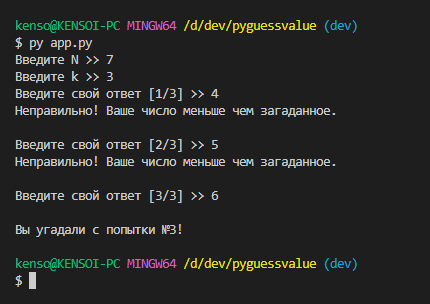 kenso@KENSOI-PC MINGW64 /d/dev/pyguessvalue (dev)
$ py app.py
Введите N >> 7
Введите k >> 3
Введите свой ответ [1/3] >> 4
Неправильно! Ваше число меньше чем загаданное.
Введите свой ответ [2/3] >> 5
Неправильно! Ваше число меньше чем загаданное.
Введите свой ответ [3/3] >> 6
Вы угадали с попытки №3!
kenso@KENSOI-PC MINGW64 /d/dev/pyguessvalue (dev)
$